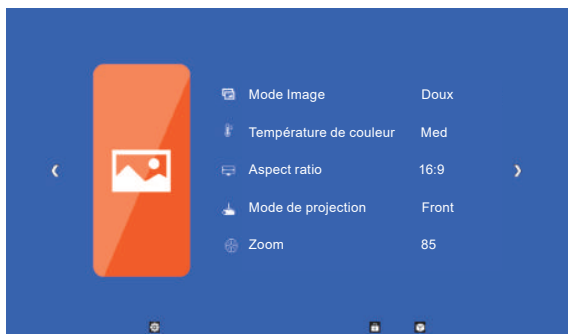 Mode Image Doux
Température de couleur Med
Aspect ratio 16:9
Mode de projection Front
Zoom 85